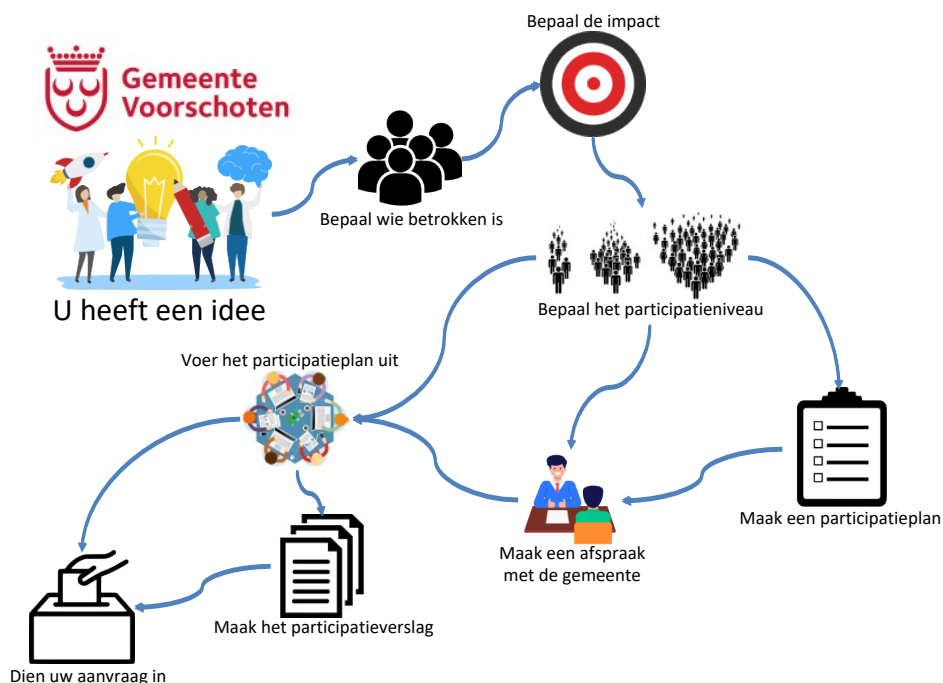 Bepaal de impact
Gemeente
Voorschoten
Bepaal wie betrokken is
U heeft een idee
Bepaal het participatieniveau
Voer het participatieplan uit
Maak een participatieplan
Maak een afspraak
met de gemeente
Maak het participatieverslag
Dien uw aanvraag in